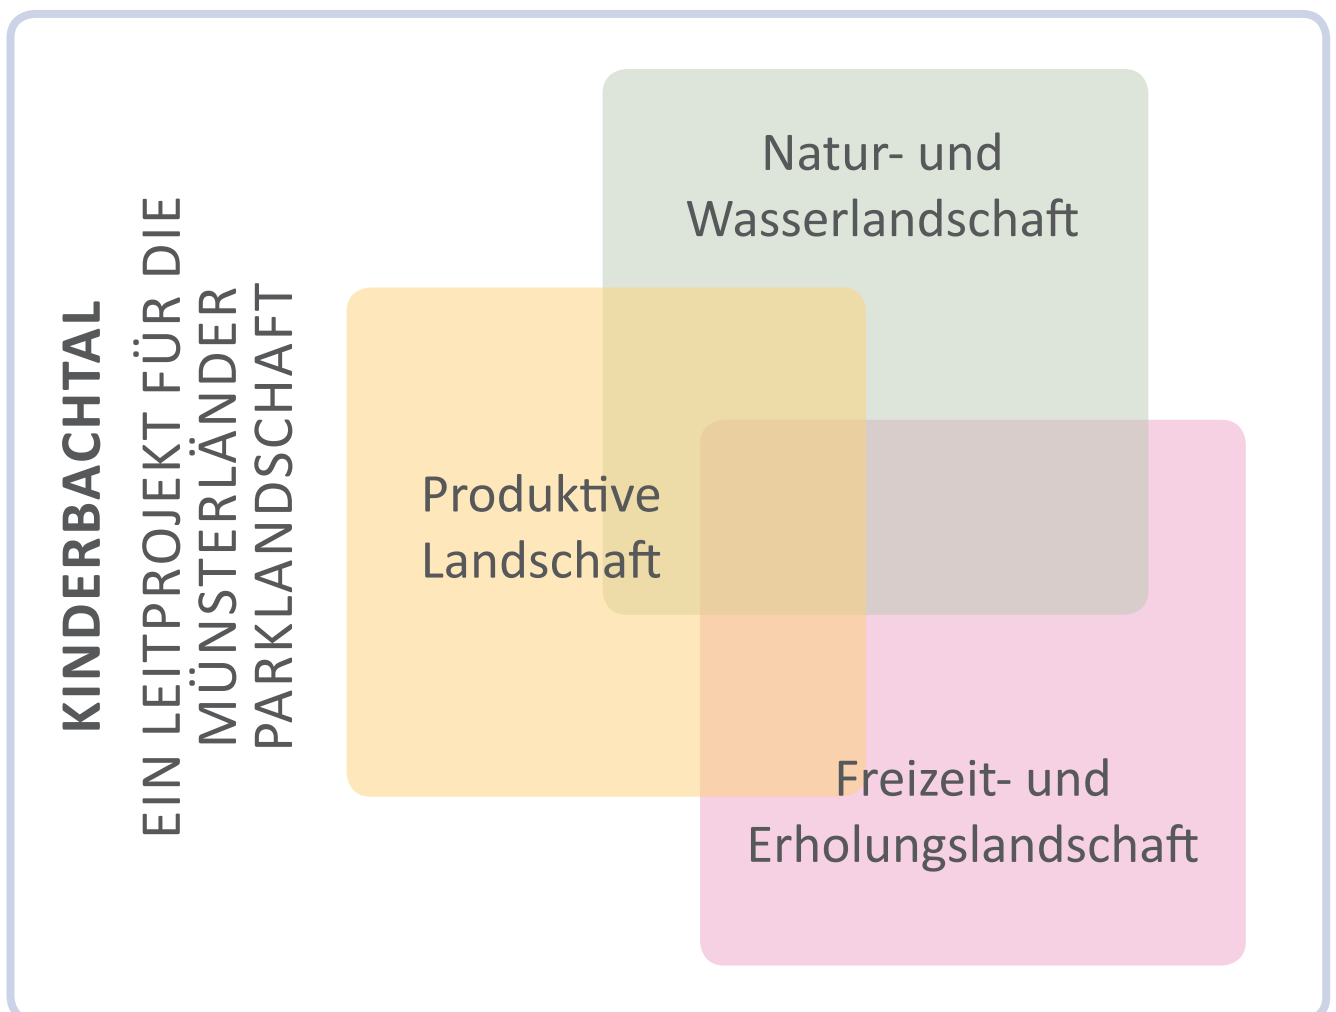 KINDERBACHTAL
EIN LEITPROJEKT FÜR DIE
MÜNSTERLÄNDER
PARKLANDSCHAFT
Natur- und
Wasserlandschaft
Produktive
Landschaft
Freizeit- und
Erholungslandschaft